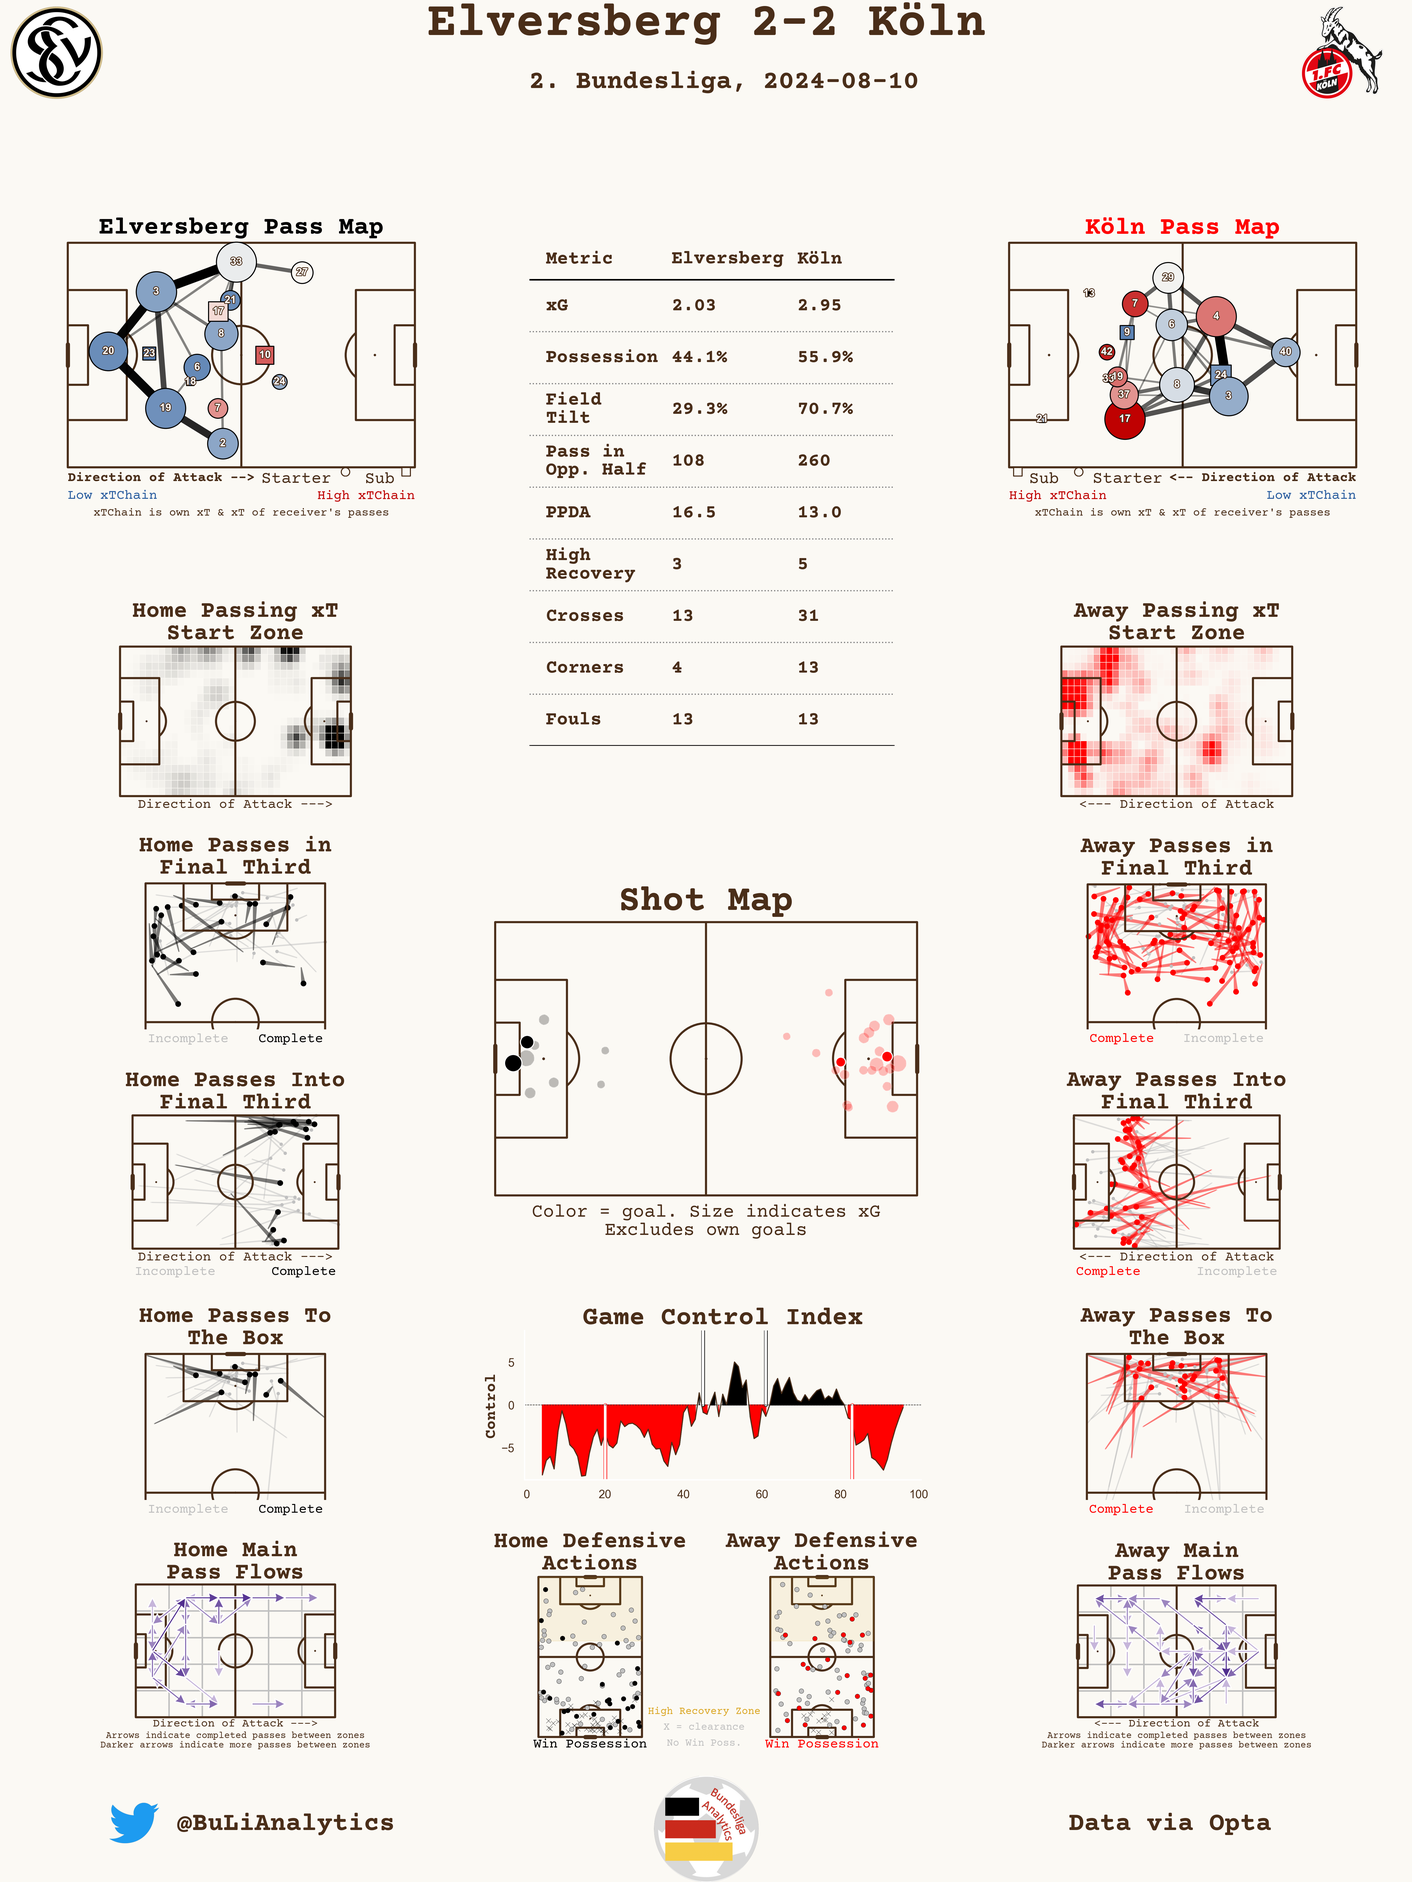 Elversberg 2-2 Köln
2. Bundesliga, 2024-08-10
1.FC
KÖLN
Elversberg Pass Map
33
27
3
21
17
8
20
23
10
6
18
24
19
7
2
Direction of Attack --> Starter Sub
Low xTChain High xTChain
xTChain is own xT & xT of receiver's passes
Metric Elversberg Köln
xG 2.03 2.95
Possession 44.1% 55.9%
Field
Tilt 29.3% 70.7%
Pass in
Opp. Half 108 260
PPDA 16.5 13.0
High
Recovery 3 5
Crosses 13 31
Corners 4 13
Fouls 13 13
Köln Pass Map
29
13
7
4
6
9
42
40
19
24
33
8
37
3
17
21
Sub Starter <-- Direction of Attack
High xTChain Low xTChain
xTChain is own xT & xT of receiver's passes
Home Passing xT
Start Zone
Direction of Attack --->
Away Passing xT
Start Zone
<--- Direction of Attack
Home Passes in
Final Third
Incomplete Complete
Away Passes in
Final Third
Complete Incomplete
Shot Map
Color = goal. Size indicates xG
Excludes own goals
Home Passes Into
Final Third
Direction of Attack --->
Incomplete Complete
Away Passes Into
Final Third
<--- Direction of Attack
Complete Incomplete
Home Passes To
The Box
Incomplete Complete
Game Control Index
Control
5
0
−5
0 20 40 60 80 100
Away Passes To
The Box
Complete Incomplete
Home Main
Pass Flows
Direction of Attack --->
Arrows indicate completed passes between zones
Darker arrows indicate more passes between zones
Home Defensive
Actions
Win Possession
High Recovery Zone
X = clearance
No Win Poss.
Away Defensive
Actions
Win Possession
Away Main
Pass Flows
<--- Direction of Attack
Arrows indicate completed passes between zones
Darker arrows indicate more passes between zones
@BuLiAnalytics
Bundesliga
Analytics
Data via Opta